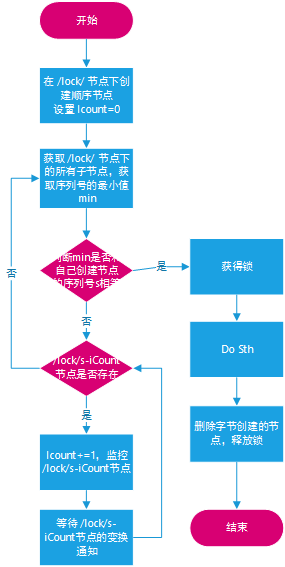 开始
在 /lock/ 节点下创
建顺序节点
设置 Icount=0
获取 /lock/ 节点下
的所有子节点，获
取序列号的最小值
min
判断min是否和
自己创建节点
的序列号s相等
是
否
获得锁
/lock/s-iCount
节点是否存在
否
是
Do Sth
Icount+=1，监控
/lock/s-iCount节点
删除字节创建的节
点，释放锁
等待 /lock/s-
iCount节点的变换
通知
结束